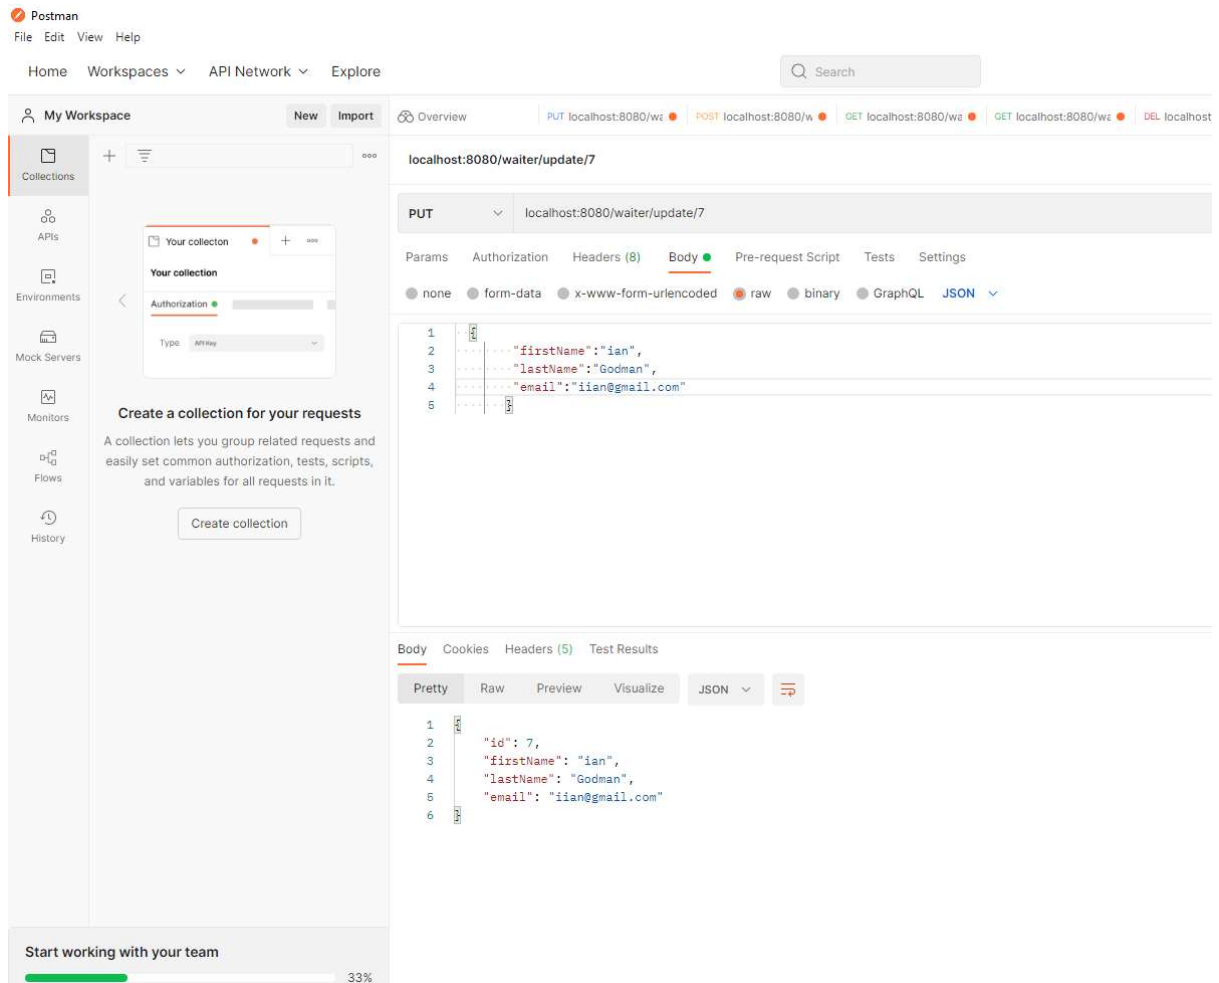 Postman
File Edit View Help
Home Workspaces API Network Explore
Search
My Workspace New Import
Overview PUT localhost:8080/wa POST localhost:8080/w GET localhost:8080/wa GET localhost:8080/wa DEL localhost
Collections
APIs
Environments
Mock Servers
Monitors
Flows
History
Your collecton
Your collection
Authorization
Type API Key
Create a collection for your requests
A collection lets you group related requests and
easily set common authorization, tests, scripts,
and variables for all requests in it.
Create collection
Start working with your team
33%
localhost:8080/waiter/update/7
PUT localhost:8080/waiter/update/7
Params Authorization Headers (8) Body Pre-request Script Tests Settings
none form-data x-www-form-urlencoded raw binary GraphQL JSON
1 {
2 "firstName":"ian",
3 "lastName":"Godman",
4 "email":"iian@gmail.com"
5 }
Body Cookies Headers (5) Test Results
Pretty Raw Preview Visualize JSON
1 {
2 "id": 7,
3 "firstName": "ian",
4 "lastName": "Godman",
5 "email": "iian@gmail.com"
6 }